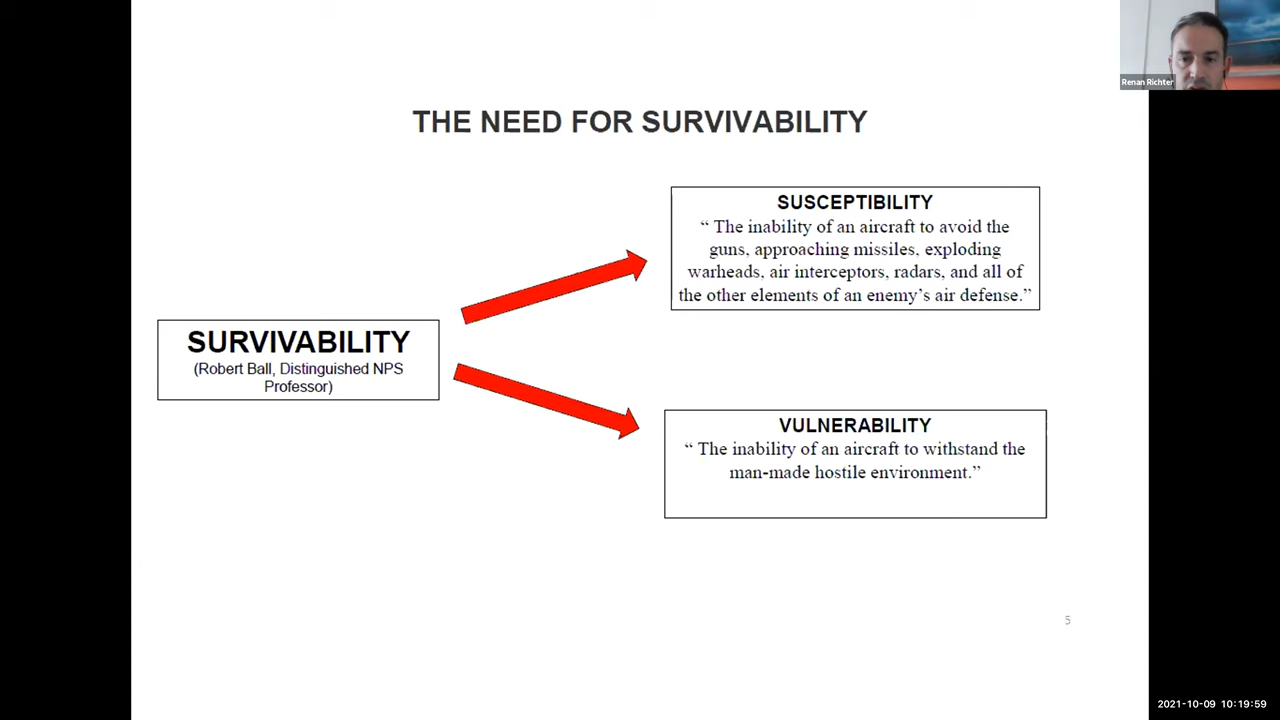 Renan Richter
THE NEED FOR SURVIVABILITY
SUSCEPTIBILITY
“ The inability of an aircraft to avoid the
guns, approaching missiles, exploding
warheads, air interceptors, radars, and all of
the other elements of an enemy’s air defense.”
SURVIVABILITY
(Robert Ball, Distinguished NPS
Professor)
VULNERABILITY
“ The inability of an aircraft to withstand the
man-made hostile environment.”
5
2021-10-09 10:19:59